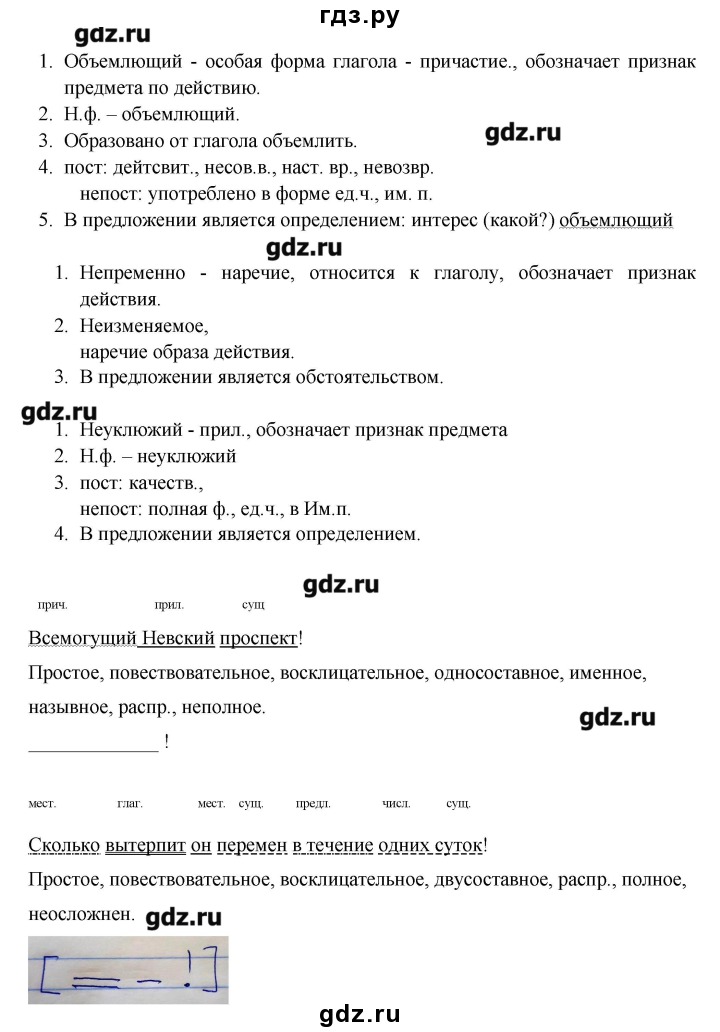 гдз.ру
gdz.ru
1. Объемлющий - особая форма глагола - причастие., обозначает признак
предмета по действию.
2. Н.ф. – объемлющий.
gdz.ru
3. Образовано от глагола объемлить.
4. пост: дейтсвит., несов.в., наст. вр., невозвр.
непост: употреблено в форме ед.ч., им. п.
5. В предложении является определением: интерес (какой?) объемлющий
gdz.ru
1. Непременно - наречие, относится к глаголу, обозначает признак
действия.
2. Неизменяемое,
наречие образа действия.
3. В предложении является обстоятельством.
gdz.ru
1. Неуклюжий - прил., обозначает признак предмета
2. Н.ф. – неуклюжий
3. пост: качеств.,
непост: полная ф., ед.ч., в Им.п.
4. В предложении является определением.
gdz.ru
прич. прил. сущ
Всемогущий Невский проспект!
Простое, повествовательное, восклицательное, односоставное, именное,
назывное, распр., неполное.
gdz.ru
_____________ !
мест. глаг. мест. сущ. предл. числ. сущ.
Сколько вытерпит он перемен в течение одних суток!
Простое, повествовательное, восклицательное, двусоставное, распр., полное,
неосложнен.
gdz.ru
[ = – ! ]
gdz.ru